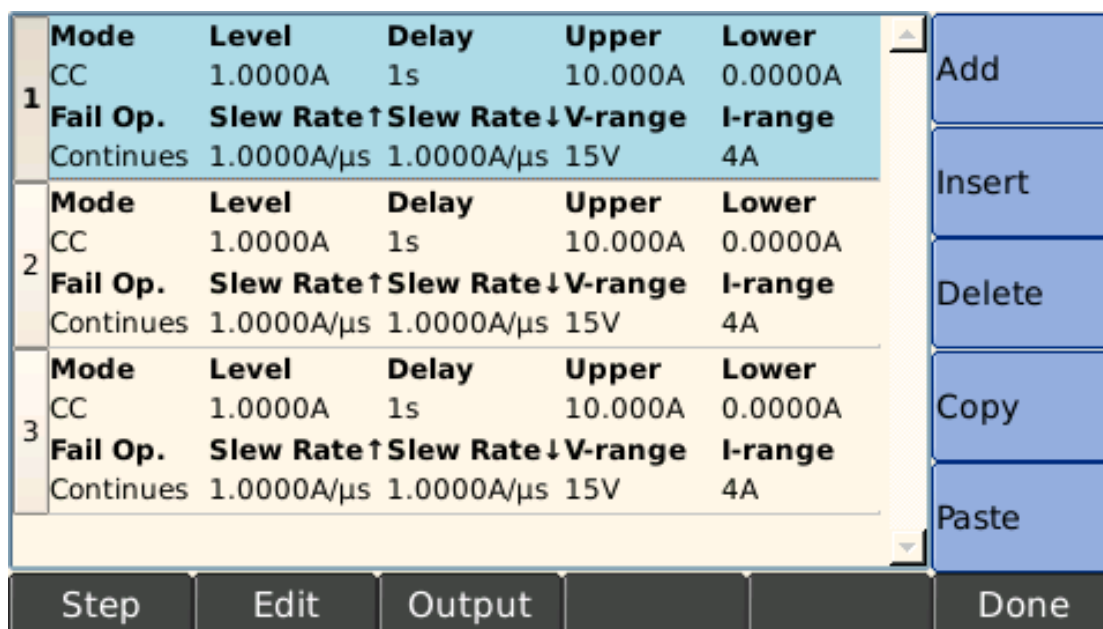 Mode Level Delay Upper Lower
CC 1.0000A 1s 10.000A 0.0000A
1
Fail Op. Slew Rate↑ Slew Rate↓ V-range I-range
Continues 1.0000A/µs 1.0000A/µs 15V 4A
Mode Level Delay Upper Lower
CC 1.0000A 1s 10.000A 0.0000A
2
Fail Op. Slew Rate↑ Slew Rate↓ V-range I-range
Continues 1.0000A/µs 1.0000A/µs 15V 4A
Mode Level Delay Upper Lower
CC 1.0000A 1s 10.000A 0.0000A
3
Fail Op. Slew Rate↑ Slew Rate↓ V-range I-range
Continues 1.0000A/µs 1.0000A/µs 15V 4A
Add
Insert
Delete
Copy
Paste
Step Edit Output Done